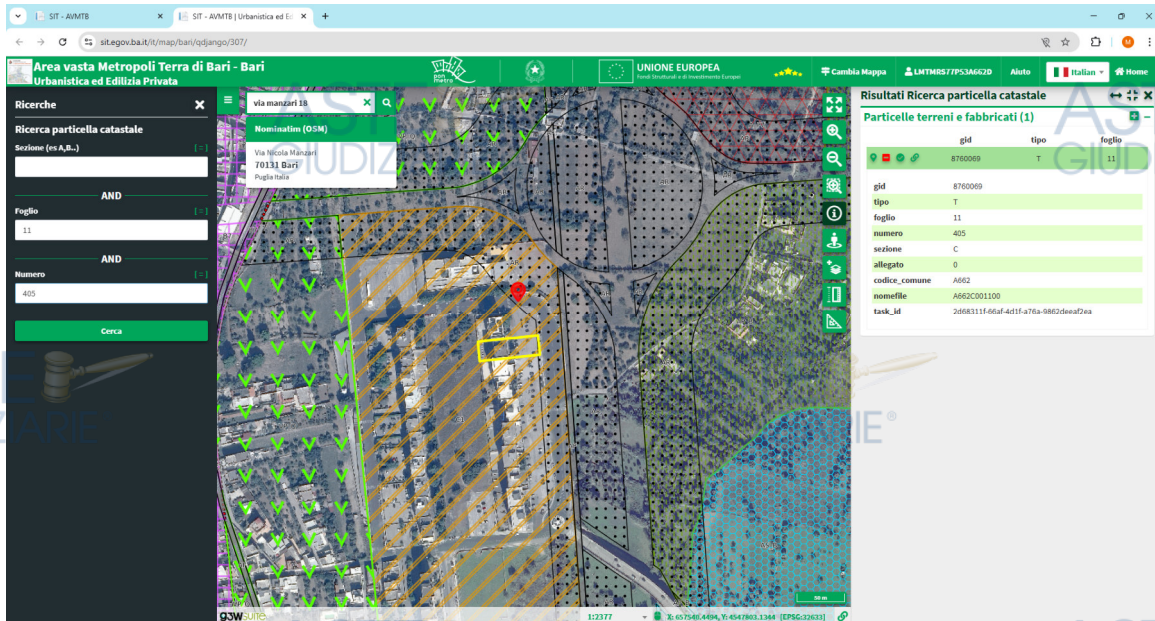 SIT - AVMTB
SIT - AVMTB | Urbanistica ed Ed
sit.egov.ba.it/it/map/bari/qdjango/307/
M
Area vasta Metropoli Terra di Bari - Bari
Urbanistica ed Edilizia Privata
pon metro
UNIONE EUROPEA
Fondi Strutturali e di Investimento Europei
Cambia Mappa
LMTMRS77P53A662D
Aiuto
Italian
Home
Ricerche
Ricerca particella catastale
Sezione (es A,B..) [ = ]
AND
Foglio [ = ]
11
AND
Numero [ = ]
405
Cerca
via manzari 18
Nominatim (OSM)
Via Nicola Manzari
70131 Bari
Puglia Italia
Risultati Ricerca particella catastale
Particelle terreni e fabbricati (1)
gid tipo foglio
8760069 T 11
gid 8760069
tipo T
foglio 11
numero 405
sezione C
allegato 0
codice_comune A662
nomefile A662C001100
task_id 2d68311f-66af-4d1f-a76a-9862deeaf2ea
50 m
g3wsuite
1:2377
X: 657540.4494, Y: 4547803.1344 [EPSG:32633]